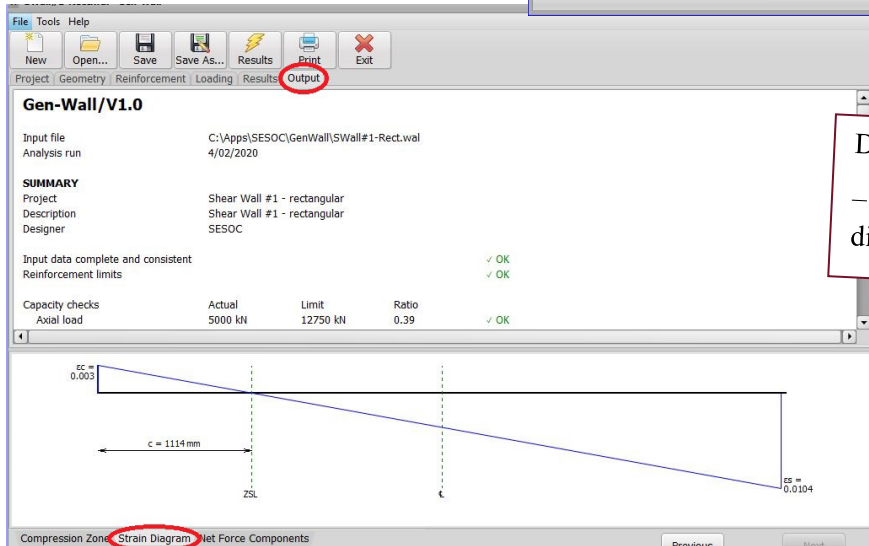 File Tools Help
New Open... Save Save As... Results Print Exit
Project Geometry Reinforcement Loading Results Output
Gen-Wall/V1.0
Input file C:\Apps\SESOC\GenWall\SWall#1-Rect.wal
Analysis run 4/02/2020
SUMMARY
Project Shear Wall #1 - rectangular
Description Shear Wall #1 - rectangular
Designer SESOC
Input data complete and consistent ✓ OK
Reinforcement limits ✓ OK
Capacity checks Actual Limit Ratio
Axial load 5000 kN 12750 kN 0.39 ✓ OK
D
–
di
εc =
0.003
c = 1114 mm
ZSL
℄
εs =
0.0104
Compression Zone Strain Diagram Net Force Components
Previous Next